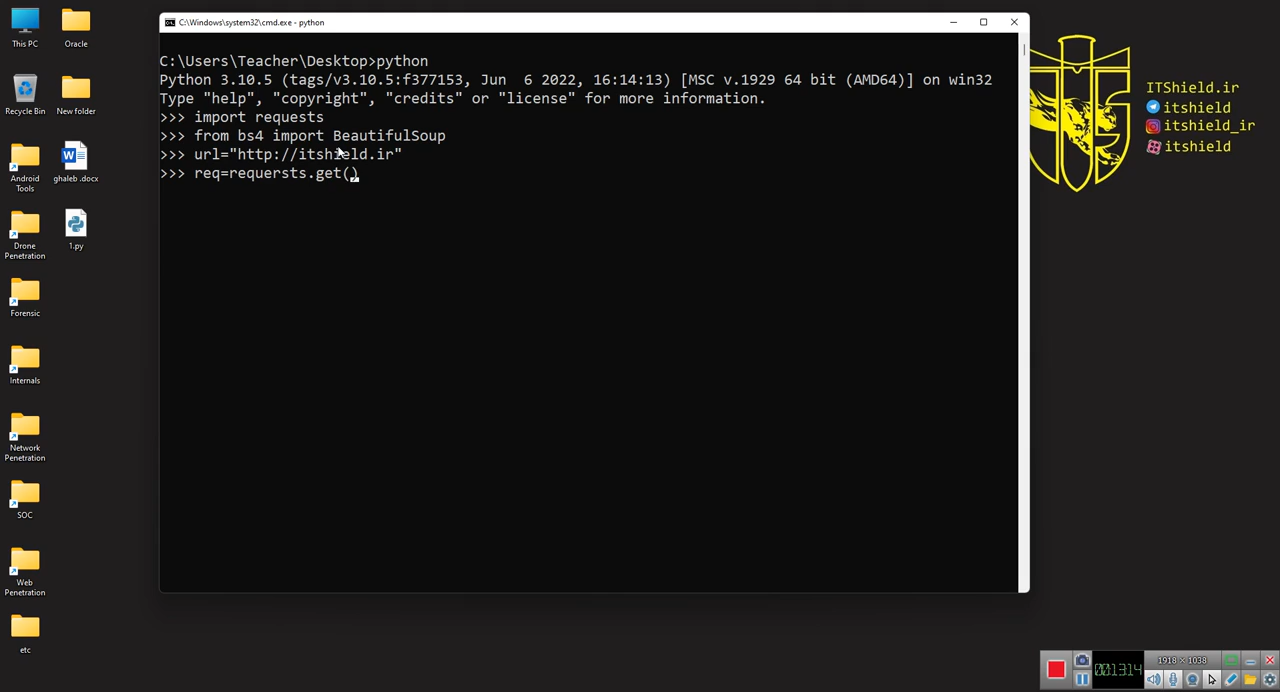 This PC
Oracle
Recycle Bin
New folder
Android
Tools
ghaleb .docx
Drone
Penetration
1.py
Forensic
Internals
Network
Penetration
SOC
Web
Penetration
etc
C:\Windows\system32\cmd.exe - python
C:\Users\Teacher\Desktop>python
Python 3.10.5 (tags/v3.10.5:f377153, Jun  6 2022, 16:14:13) [MSC v.1929 64 bit (AMD64)] on win32
Type "help", "copyright", "credits" or "license" for more information.
>>> import requests
>>> from bs4 import BeautifulSoup
>>> url="http://itshield.ir"
>>> req=requersts.get()
ITShield.ir
itshield
itshield_ir
itshield
1918 × 1038
00:13:14